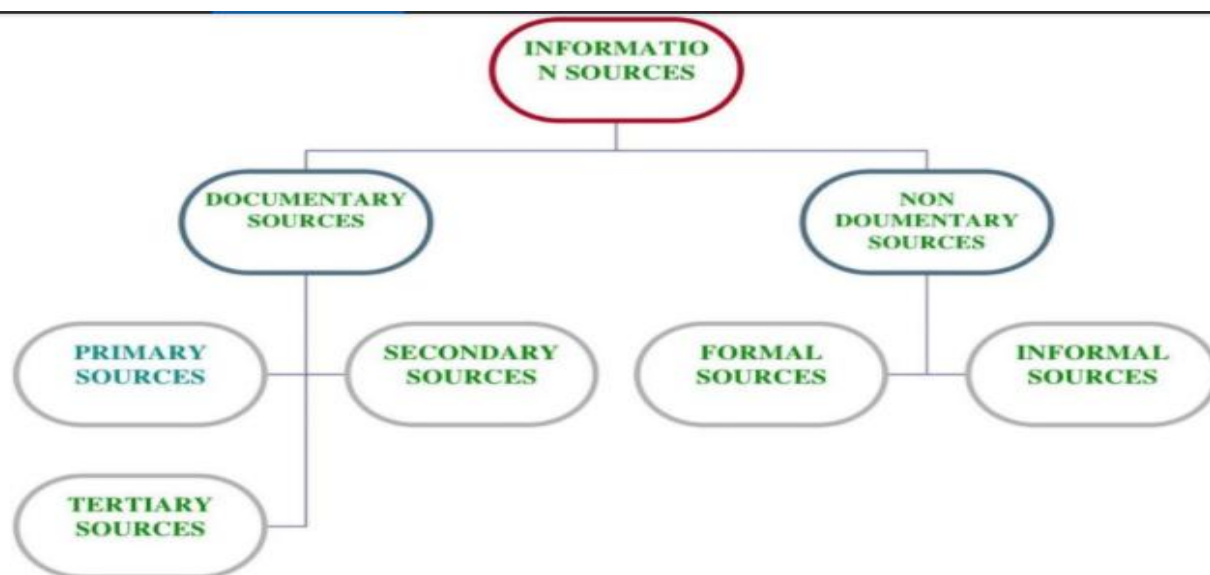 INFORMATIO
N SOURCES
DOCUMENTARY
SOURCES
NON
DOUMENTARY
SOURCES
PRIMARY
SOURCES
SECONDARY
SOURCES
FORMAL
SOURCES
INFORMAL
SOURCES
TERTIARY
SOURCES